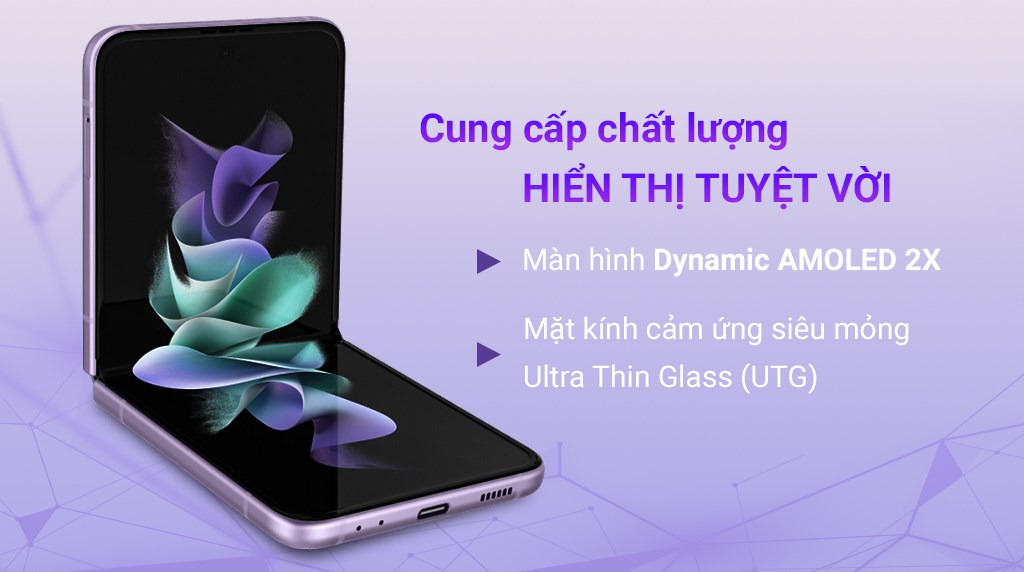 Cung cấp chất lượng
HIỂN THỊ TUYỆT VỜI
Màn hình Dynamic AMOLED 2X
Mặt kính cảm ứng siêu mỏng
Ultra Thin Glass (UTG)